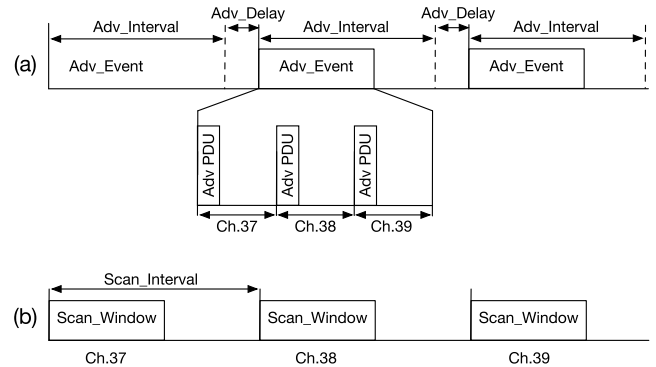 Adv_Delay Adv_Delay
Adv_Interval Adv_Interval Adv_Interval
(a) Adv_Event Adv_Event Adv_Event
Adv PDU Adv PDU Adv PDU
Ch.37 Ch.38 Ch.39
Scan_Interval
(b) Scan_Window Scan_Window Scan_Window
Ch.37 Ch.38 Ch.39